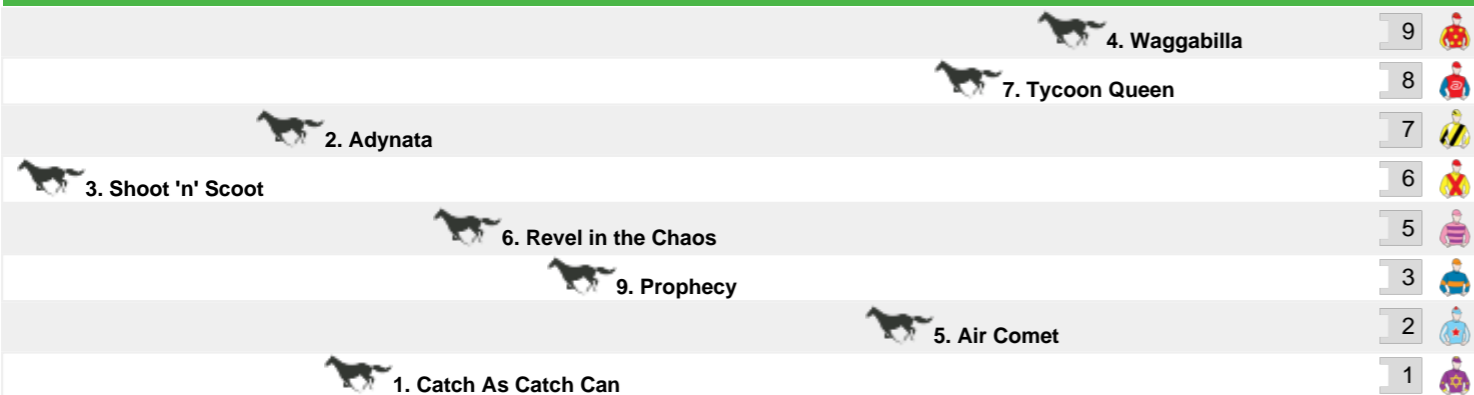 4. Waggabilla 9
7. Tycoon Queen 8
2. Adynata 7
3. Shoot 'n' Scoot 6
6. Revel in the Chaos 5
9. Prophecy 3
5. Air Comet 2
1. Catch As Catch Can 1